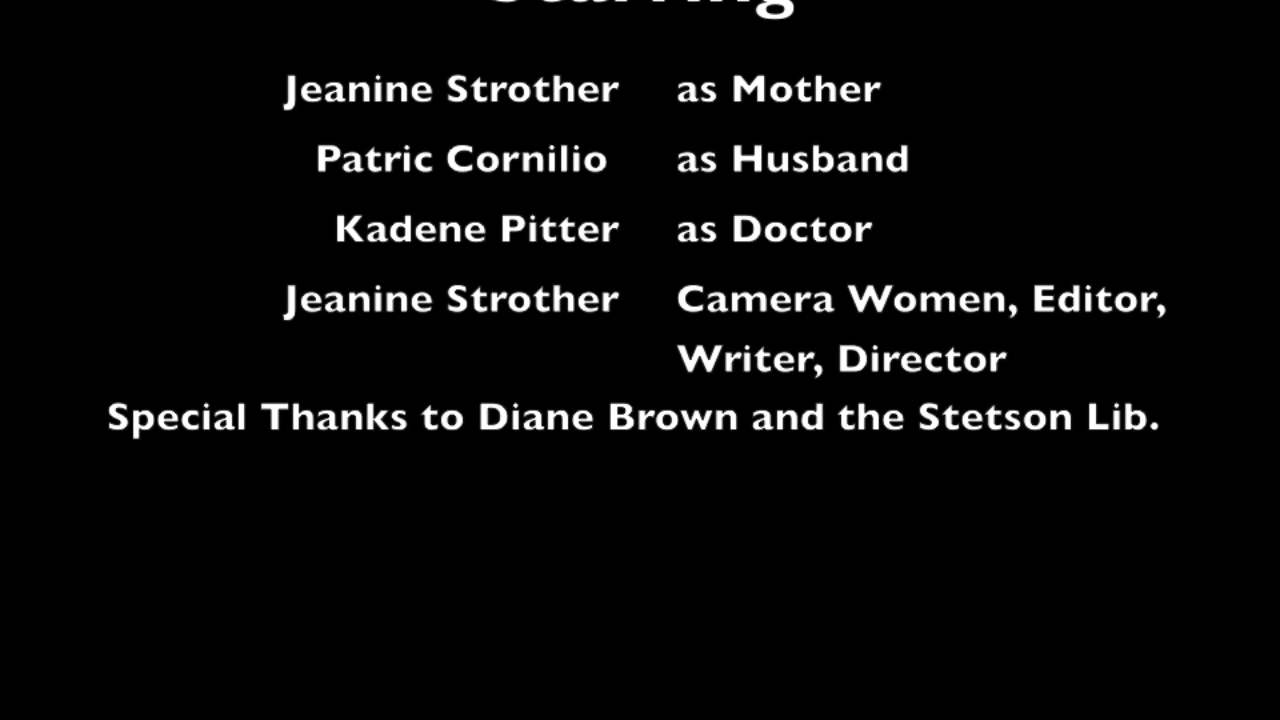 Starring
Jeanine Strother as Mother
Patric Cornilio as Husband
Kadene Pitter as Doctor
Jeanine Strother Camera Women, Editor,
Writer, Director
Special Thanks to Diane Brown and the Stetson Lib.